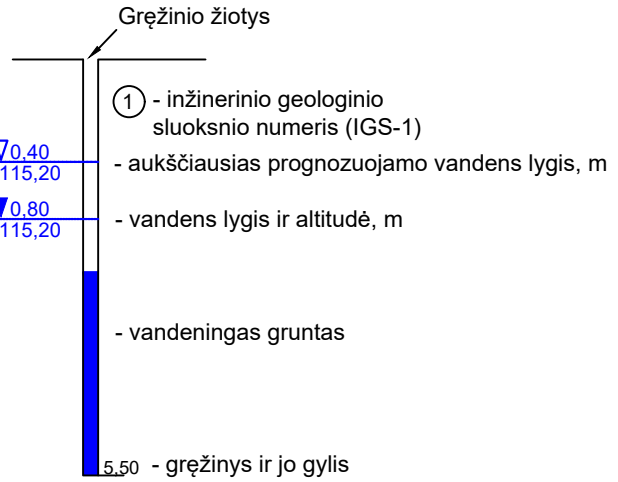 Gręžinio žiotys
1 - inžinerinio geologinio
sluoksnio numeris (IGS-1)
0,40
115,20
- aukščiausias prognozuojamo vandens lygis, m
0,80
115,20
- vandens lygis ir altitudė, m
- vandeningas gruntas
5,50 - gręžinys ir jo gylis